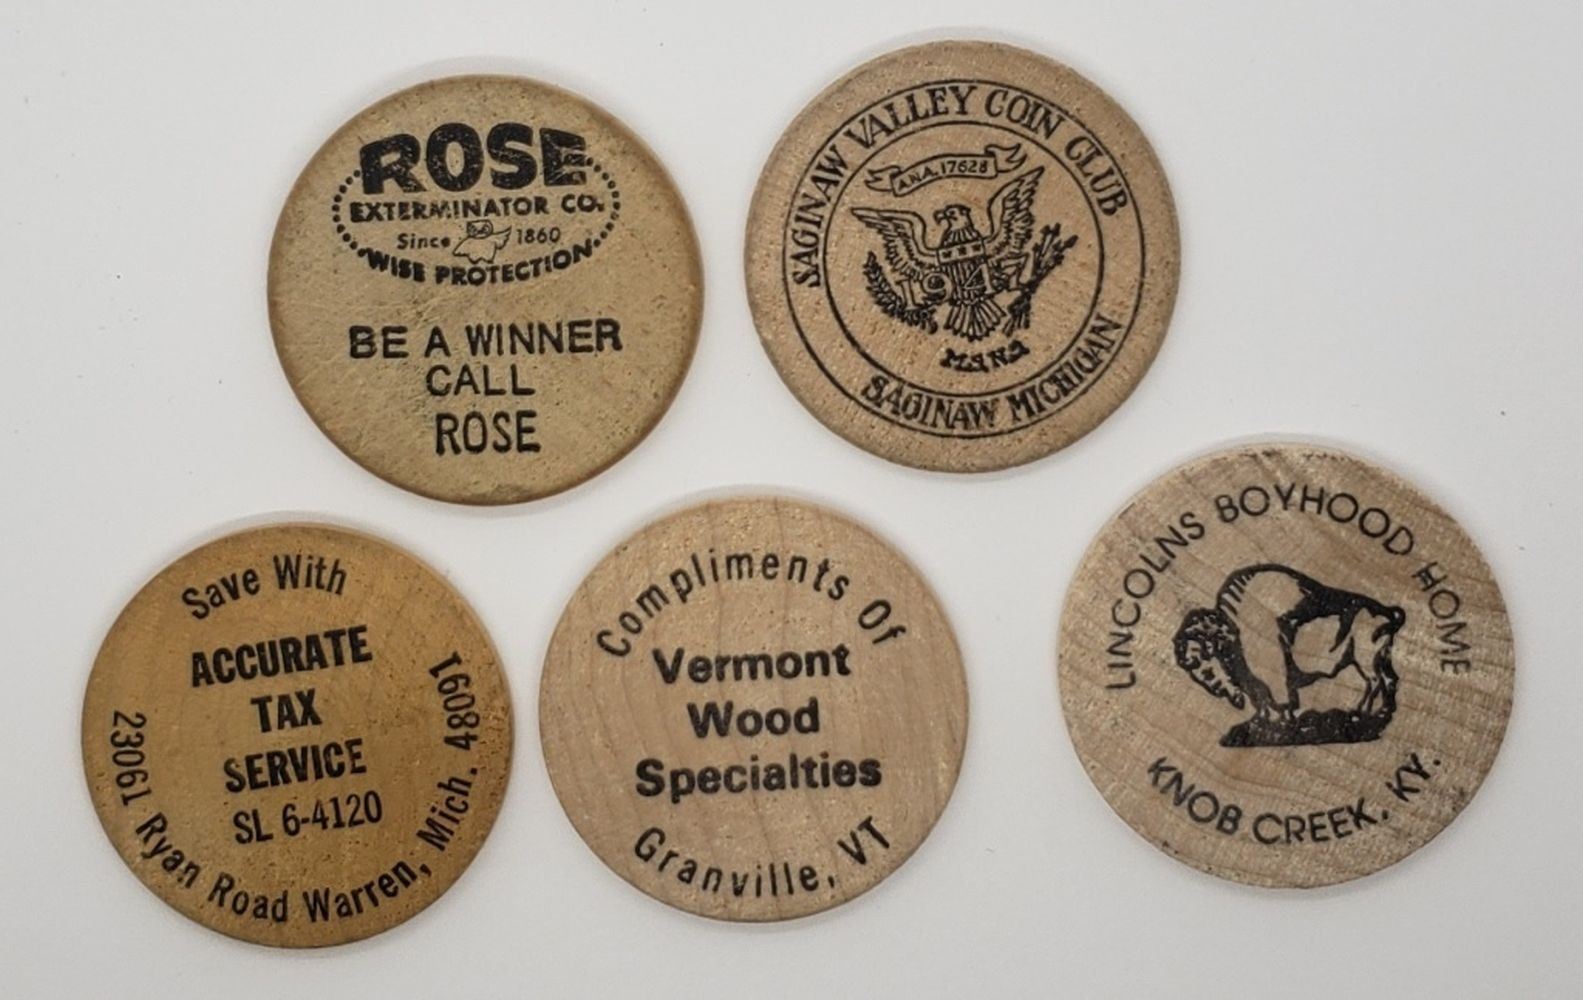 ROSE
EXTERMINATOR CO.
Since 1860
WISE PROTECTION
BE A WINNER
CALL
ROSE
SAGINAW VALLEY COIN CLUB
A.N.A. 17628
1947
M.S.N.S.
SAGINAW MICHIGAN
Save With
ACCURATE
TAX
SERVICE
SL 6-4120
23061 Ryan Road Warren, Mich. 48091
Compliments Of
Vermont
Wood
Specialties
Granville, VT
LINCOLNS BOYHOOD HOME
KNOB CREEK, KY.